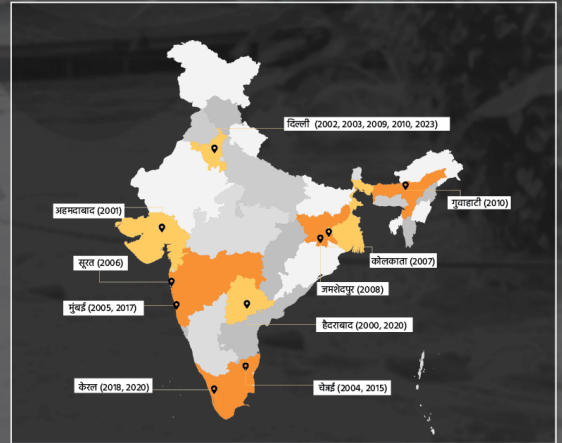 दिल्ली (2002, 2003, 2009, 2010, 2023)
गुवाहाटी (2010)
अहमदाबाद (2001)
कोलकाता (2007)
सूरत (2006)
जमशेदपुर (2008)
मुंबई (2005, 2017)
हैदराबाद (2000, 2020)
केरल (2018, 2020)
चेन्नई (2004, 2015)